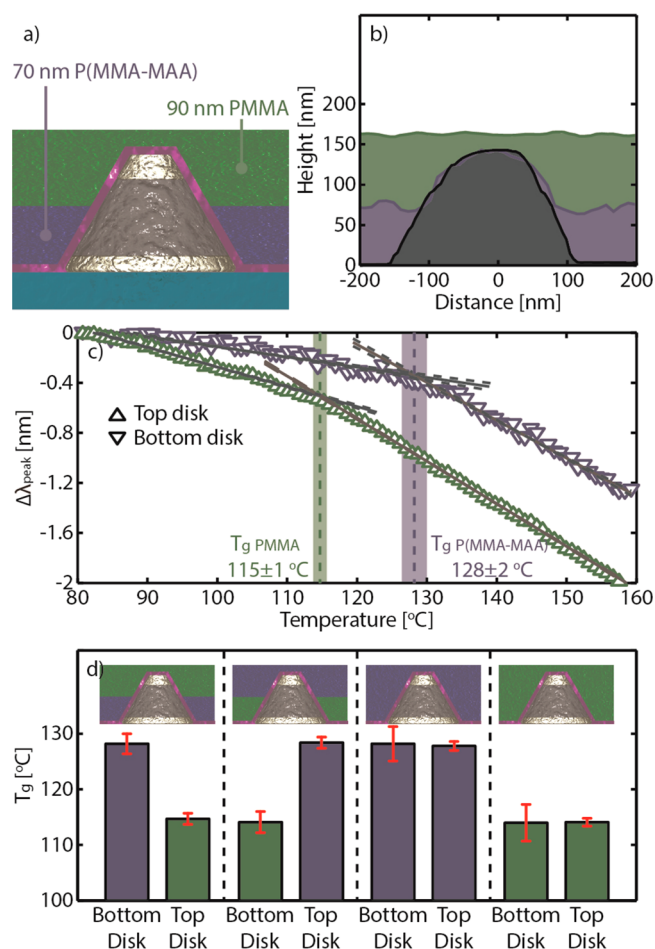 a)
70 nm P(MMA-MAA)
90 nm PMMA
b)
Height [nm]
200
150
100
50
0
-200 -100 0 100 200
Distance [nm]
c)
Δλpeak [nm]
0
-0.4
-0.8
-1.2
-1.6
-2
△ Top disk
▽ Bottom disk
Tg PMMA
115±1 ºC
Tg P(MMA-MAA)
128±2 ºC
80 90 100 110 120 130 140 150 160
Temperature [ºC]
d)
Tg [ºC]
130
120
110
100
Bottom Disk
Top Disk
Bottom Disk
Top Disk
Bottom Disk
Top Disk
Bottom Disk
Top Disk